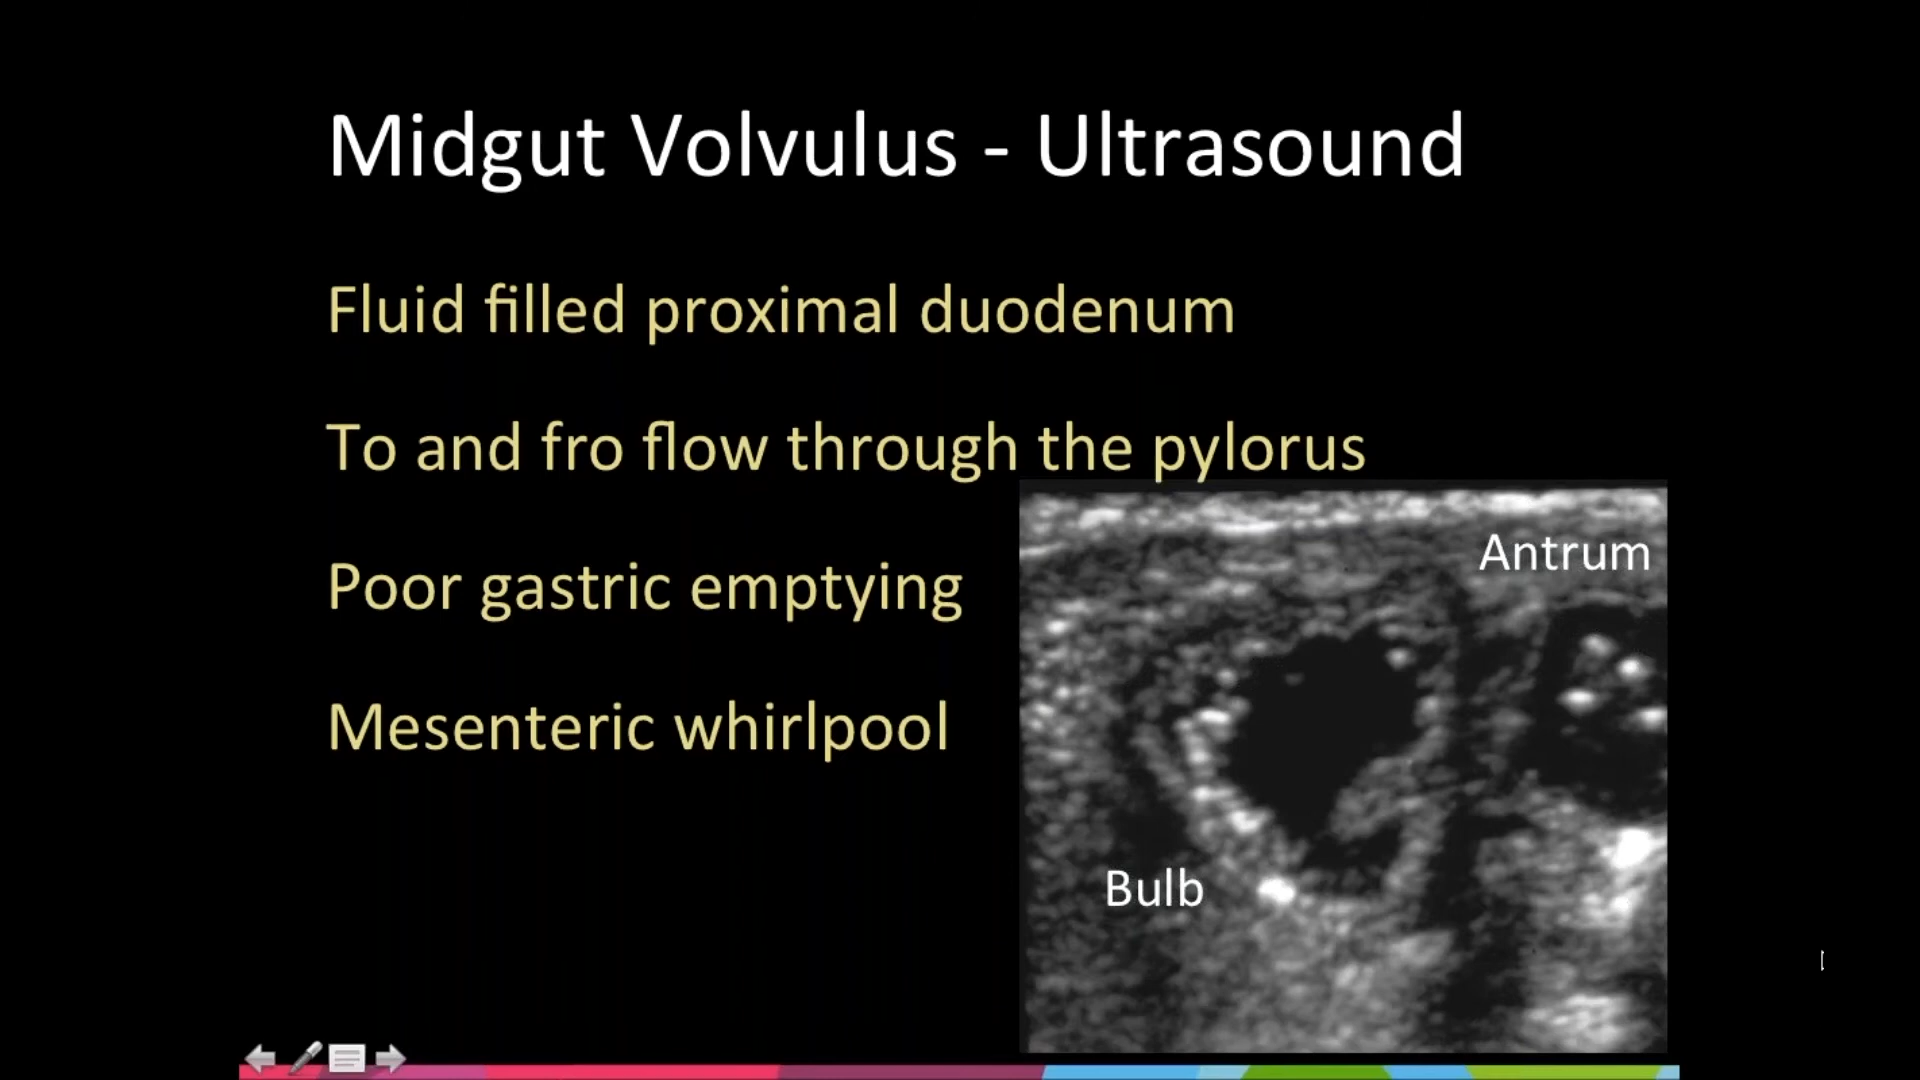 Midgut Volvulus - Ultrasound
Fluid filled proximal duodenum
To and fro flow through the pylorus
Poor gastric emptying
Mesenteric whirlpool
Antrum
Bulb